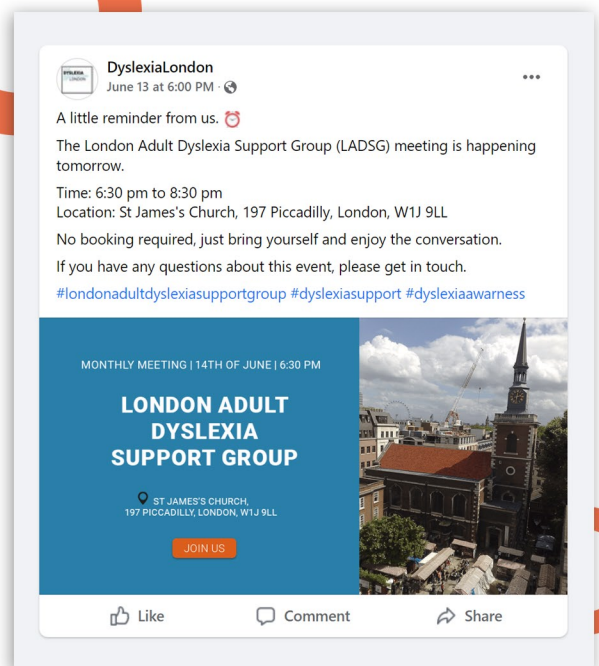 DYSLEXIA
LONDON
DyslexiaLondon
June 13 at 6:00 PM ·
A little reminder from us. ⏰
The London Adult Dyslexia Support Group (LADSG) meeting is happening
tomorrow.
Time: 6:30 pm to 8:30 pm
Location: St James's Church, 197 Piccadilly, London, W1J 9LL
No booking required, just bring yourself and enjoy the conversation.
If you have any questions about this event, please get in touch.
#londonadultdyslexiasupportgroup #dyslexiasupport #dyslexiaawarness
MONTHLY MEETING | 14TH OF JUNE | 6:30 PM
LONDON ADULT
DYSLEXIA
SUPPORT GROUP
ST JAMES'S CHURCH,
197 PICCADILLY, LONDON, W1J 9LL
JOIN US
Like Comment Share